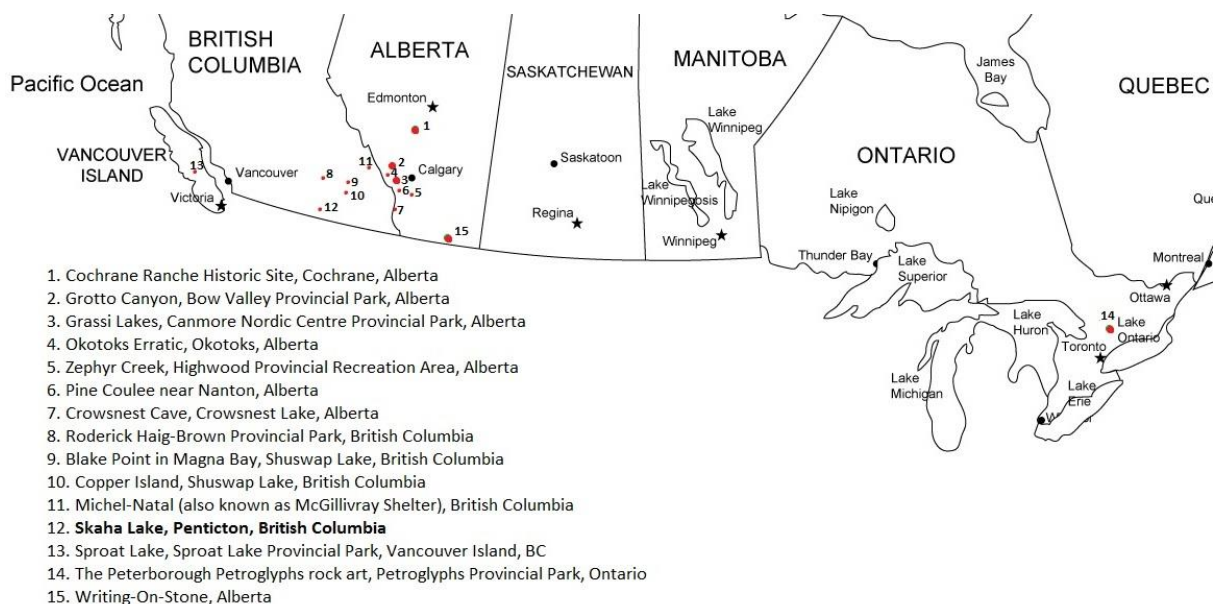 BRITISH
COLUMBIA
ALBERTA
SASKATCHEWAN
MANITOBA
James
Bay
QUEBEC
Pacific Ocean
Edmonton
1
Lake
Winnipeg
VANCOUVER
ISLAND
13
Vancouver
Victoria
8
9
10
11
12
2
4
3
Calgary
6
5
7
15
Saskatoon
Regina
Lake
Winnipegosis
Winnipeg
ONTARIO
Lake
Nipigon
Thunder Bay
Lake
Superior
Que
Montreal
Ottawa
14
Lake
Ontario
Lake
Huron
Toronto
Lake
Michigan
Lake
Erie
1. Cochrane Ranche Historic Site, Cochrane, Alberta
2. Grotto Canyon, Bow Valley Provincial Park, Alberta
3. Grassi Lakes, Canmore Nordic Centre Provincial Park, Alberta
4. Okotoks Erratic, Okotoks, Alberta
5. Zephyr Creek, Highwood Provincial Recreation Area, Alberta
6. Pine Coulee near Nanton, Alberta
7. Crowsnest Cave, Crowsnest Lake, Alberta
8. Roderick Haig-Brown Provincial Park, British Columbia
9. Blake Point in Magna Bay, Shuswap Lake, British Columbia
10. Copper Island, Shuswap Lake, British Columbia
11. Michel-Natal (also known as McGillivray Shelter), British Columbia
12. Skaha Lake, Penticton, British Columbia
13. Sproat Lake, Sproat Lake Provincial Park, Vancouver Island, BC
14. The Peterborough Petroglyphs rock art, Petroglyphs Provincial Park, Ontario
15. Writing-On-Stone, Alberta